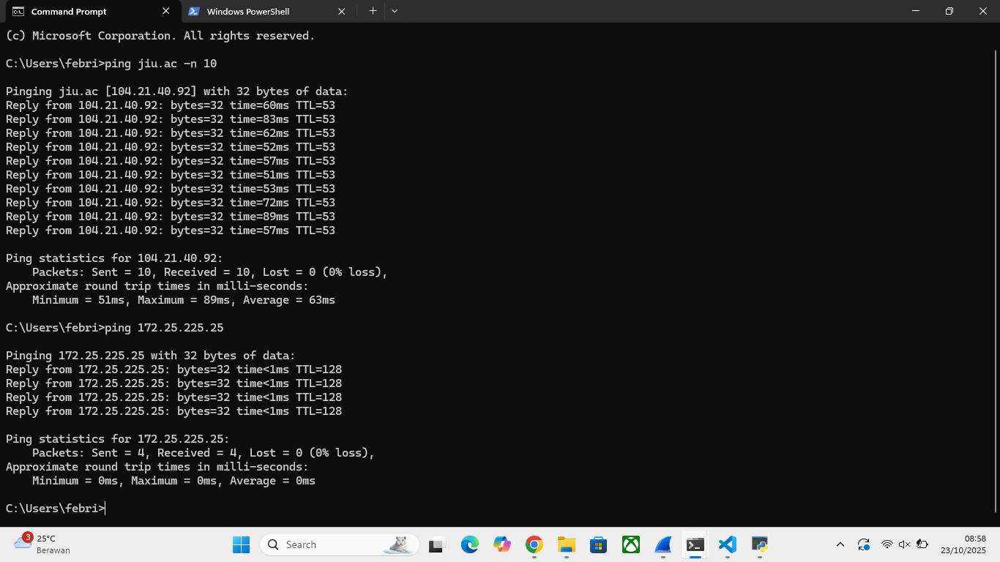 Command Prompt
Windows PowerShell
(c) Microsoft Corporation. All rights reserved.
C:\Users\febri>ping jiu.ac -n 10
Pinging jiu.ac [104.21.40.92] with 32 bytes of data:
Reply from 104.21.40.92: bytes=32 time=60ms TTL=53
Reply from 104.21.40.92: bytes=32 time=83ms TTL=53
Reply from 104.21.40.92: bytes=32 time=62ms TTL=53
Reply from 104.21.40.92: bytes=32 time=52ms TTL=53
Reply from 104.21.40.92: bytes=32 time=57ms TTL=53
Reply from 104.21.40.92: bytes=32 time=51ms TTL=53
Reply from 104.21.40.92: bytes=32 time=53ms TTL=53
Reply from 104.21.40.92: bytes=32 time=72ms TTL=53
Reply from 104.21.40.92: bytes=32 time=89ms TTL=53
Reply from 104.21.40.92: bytes=32 time=57ms TTL=53
Ping statistics for 104.21.40.92:
Packets: Sent = 10, Received = 10, Lost = 0 (0% loss),
Approximate round trip times in milli-seconds:
Minimum = 51ms, Maximum = 89ms, Average = 63ms
C:\Users\febri>ping 172.25.225.25
Pinging 172.25.225.25 with 32 bytes of data:
Reply from 172.25.225.25: bytes=32 time<1ms TTL=128
Reply from 172.25.225.25: bytes=32 time<1ms TTL=128
Reply from 172.25.225.25: bytes=32 time<1ms TTL=128
Reply from 172.25.225.25: bytes=32 time<1ms TTL=128
Ping statistics for 172.25.225.25:
Packets: Sent = 4, Received = 4, Lost = 0 (0% loss),
Approximate round trip times in milli-seconds:
Minimum = 0ms, Maximum = 0ms, Average = 0ms
C:\Users\febri>
3
25°C
Berawan
Search
08:58
23/10/2025